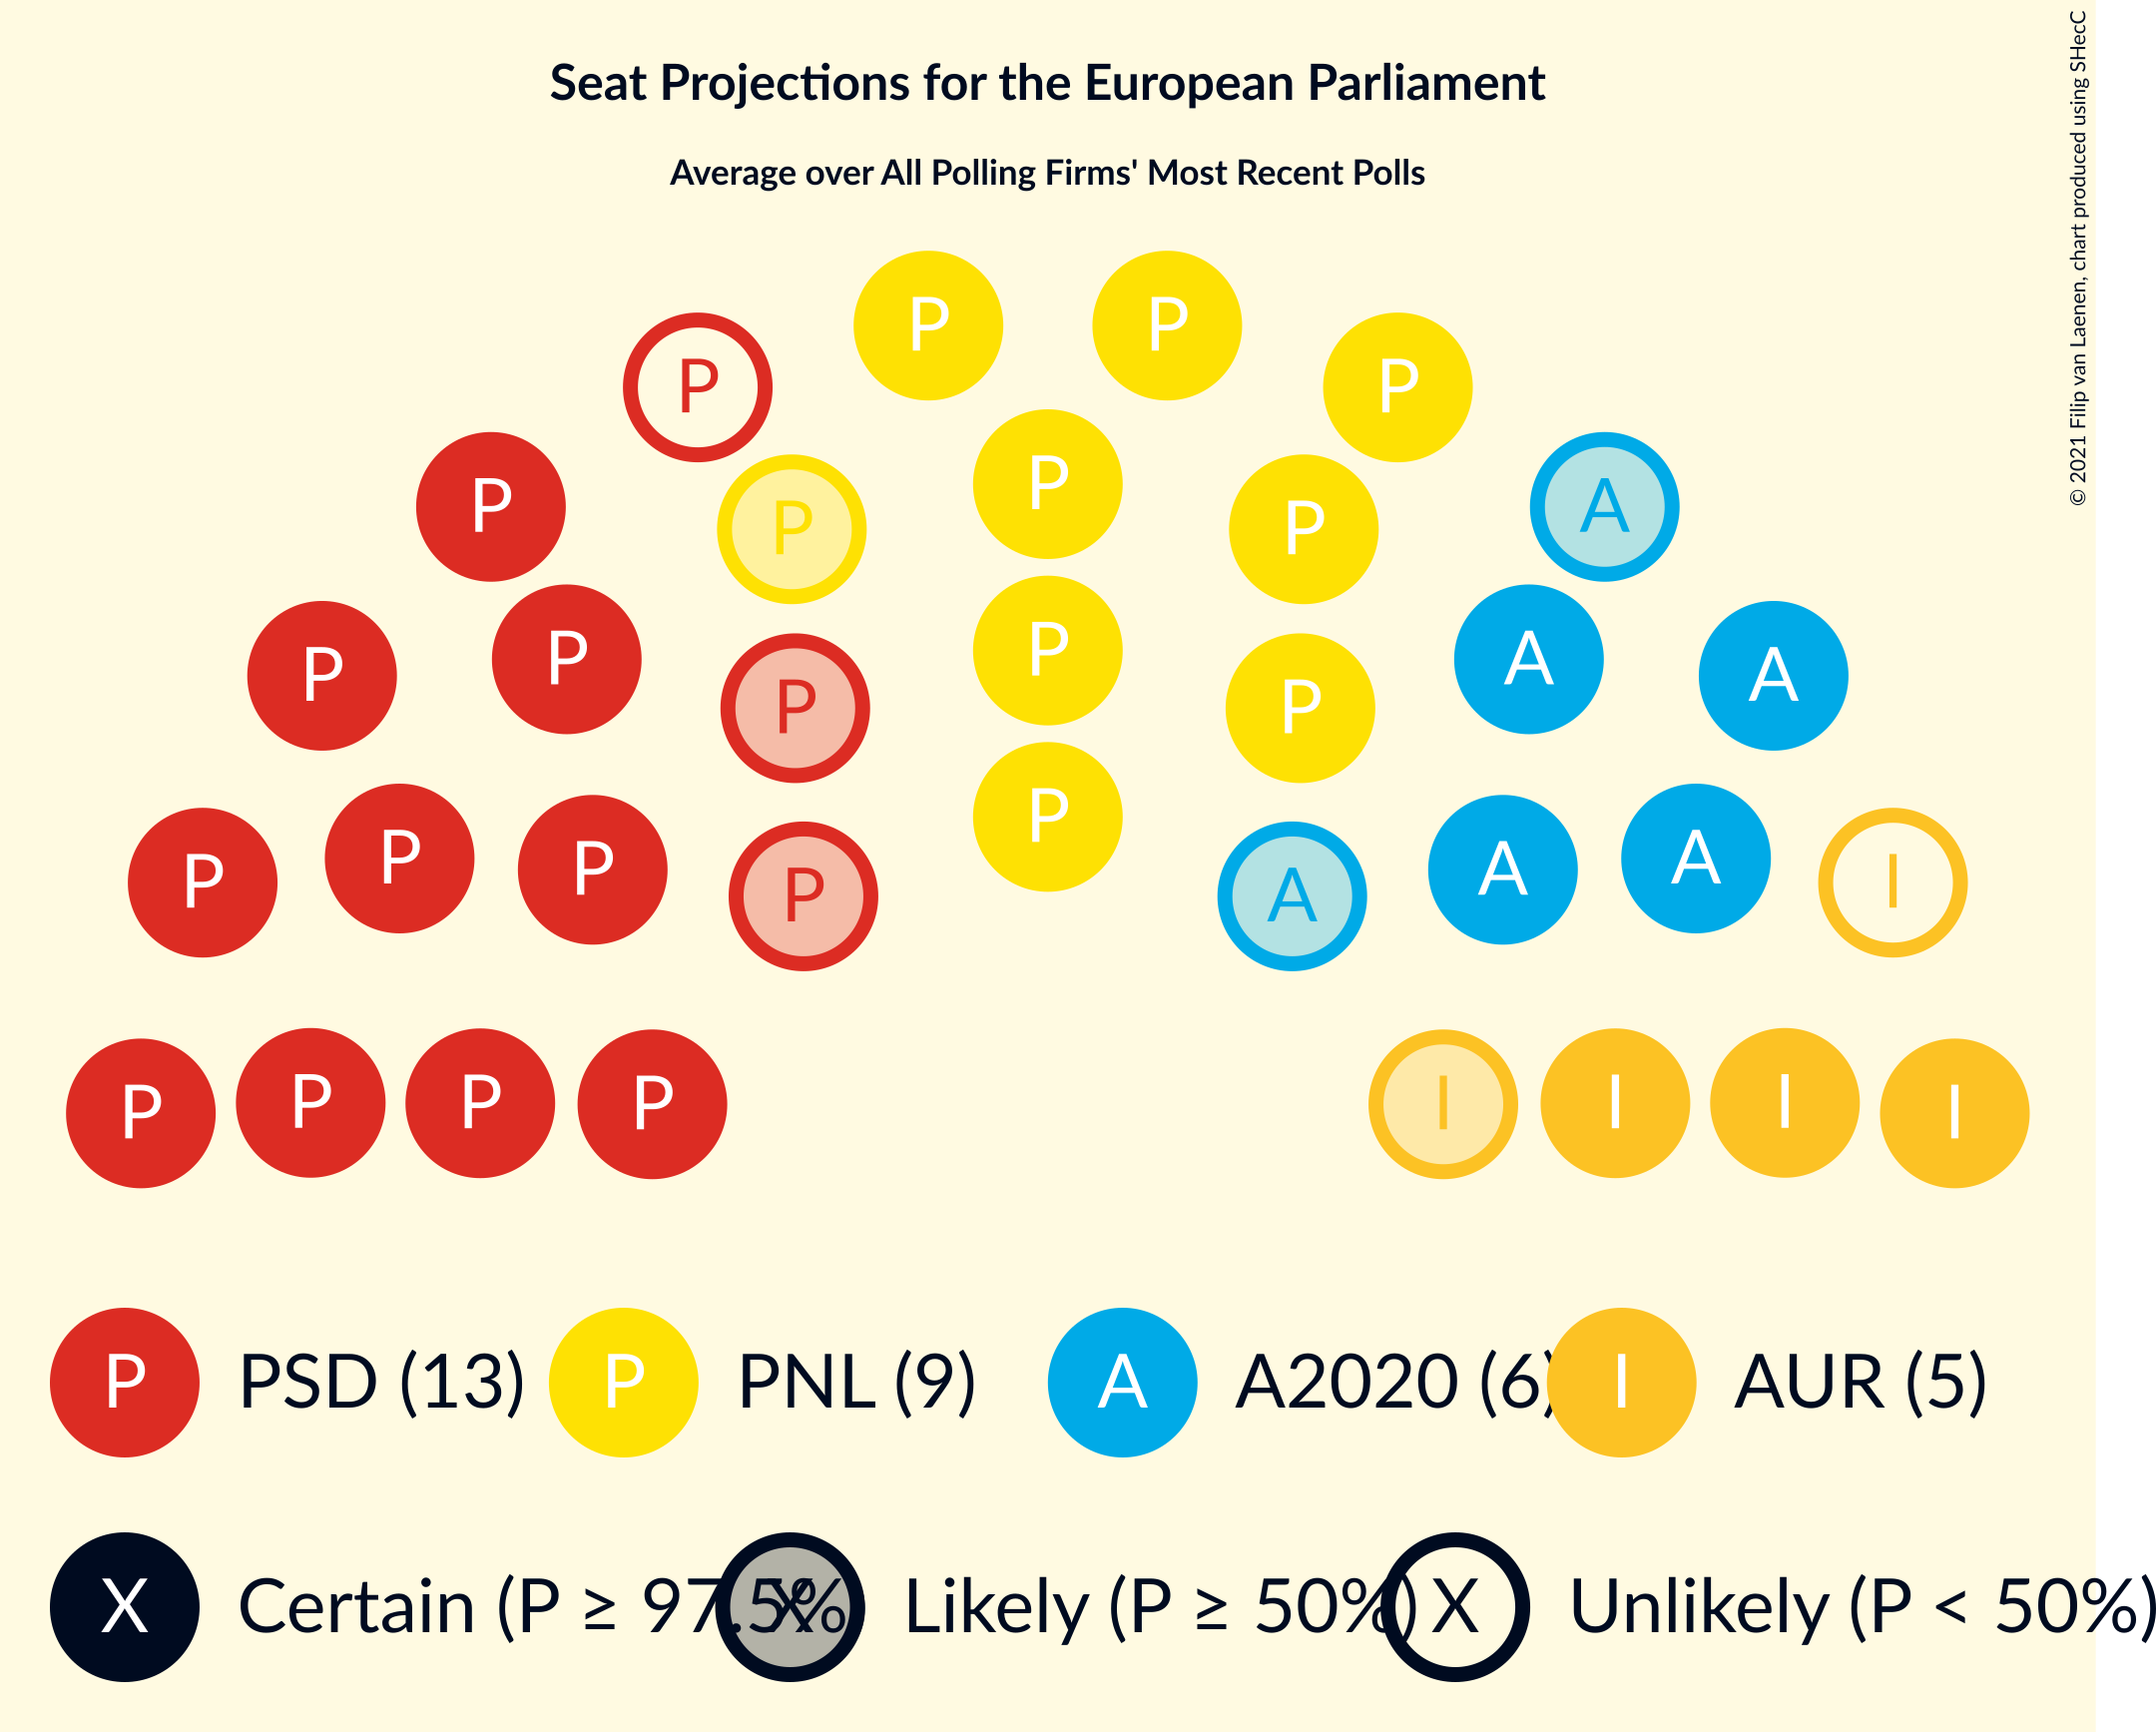 Seat Projections for the European Parliament
Average over All Polling Firms' Most Recent Polls
© 2021 Filip van Laenen, chart produced using SHecC
P P
P P
P P P A
P P
P P A A
P P P
P P P A A I
P P A
P P P P I I I I
P PSD (13) P PNL (9) A A2020 (6) I AUR (5)
X Certain (P ≥ 97.5% X Likely (P ≥ 50%) X Unlikely (P < 50%)